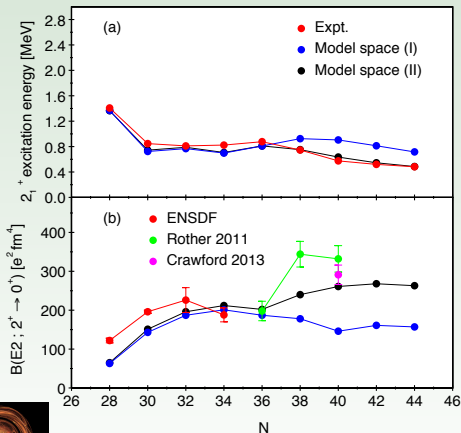 (a)
Expt.
Model space (I)
Model space (II)
2₁⁺ excitation energy [MeV]
2.8
2.4
2.0
1.6
1.2
0.8
0.4
0.0
(b)
ENSDF
Rother 2011
Crawford 2013
B(E2 ; 2⁺ → 0⁺) [e²fm⁴]
400
300
200
100
0
26 28 30 32 34 36 38 40 42 44 46
N